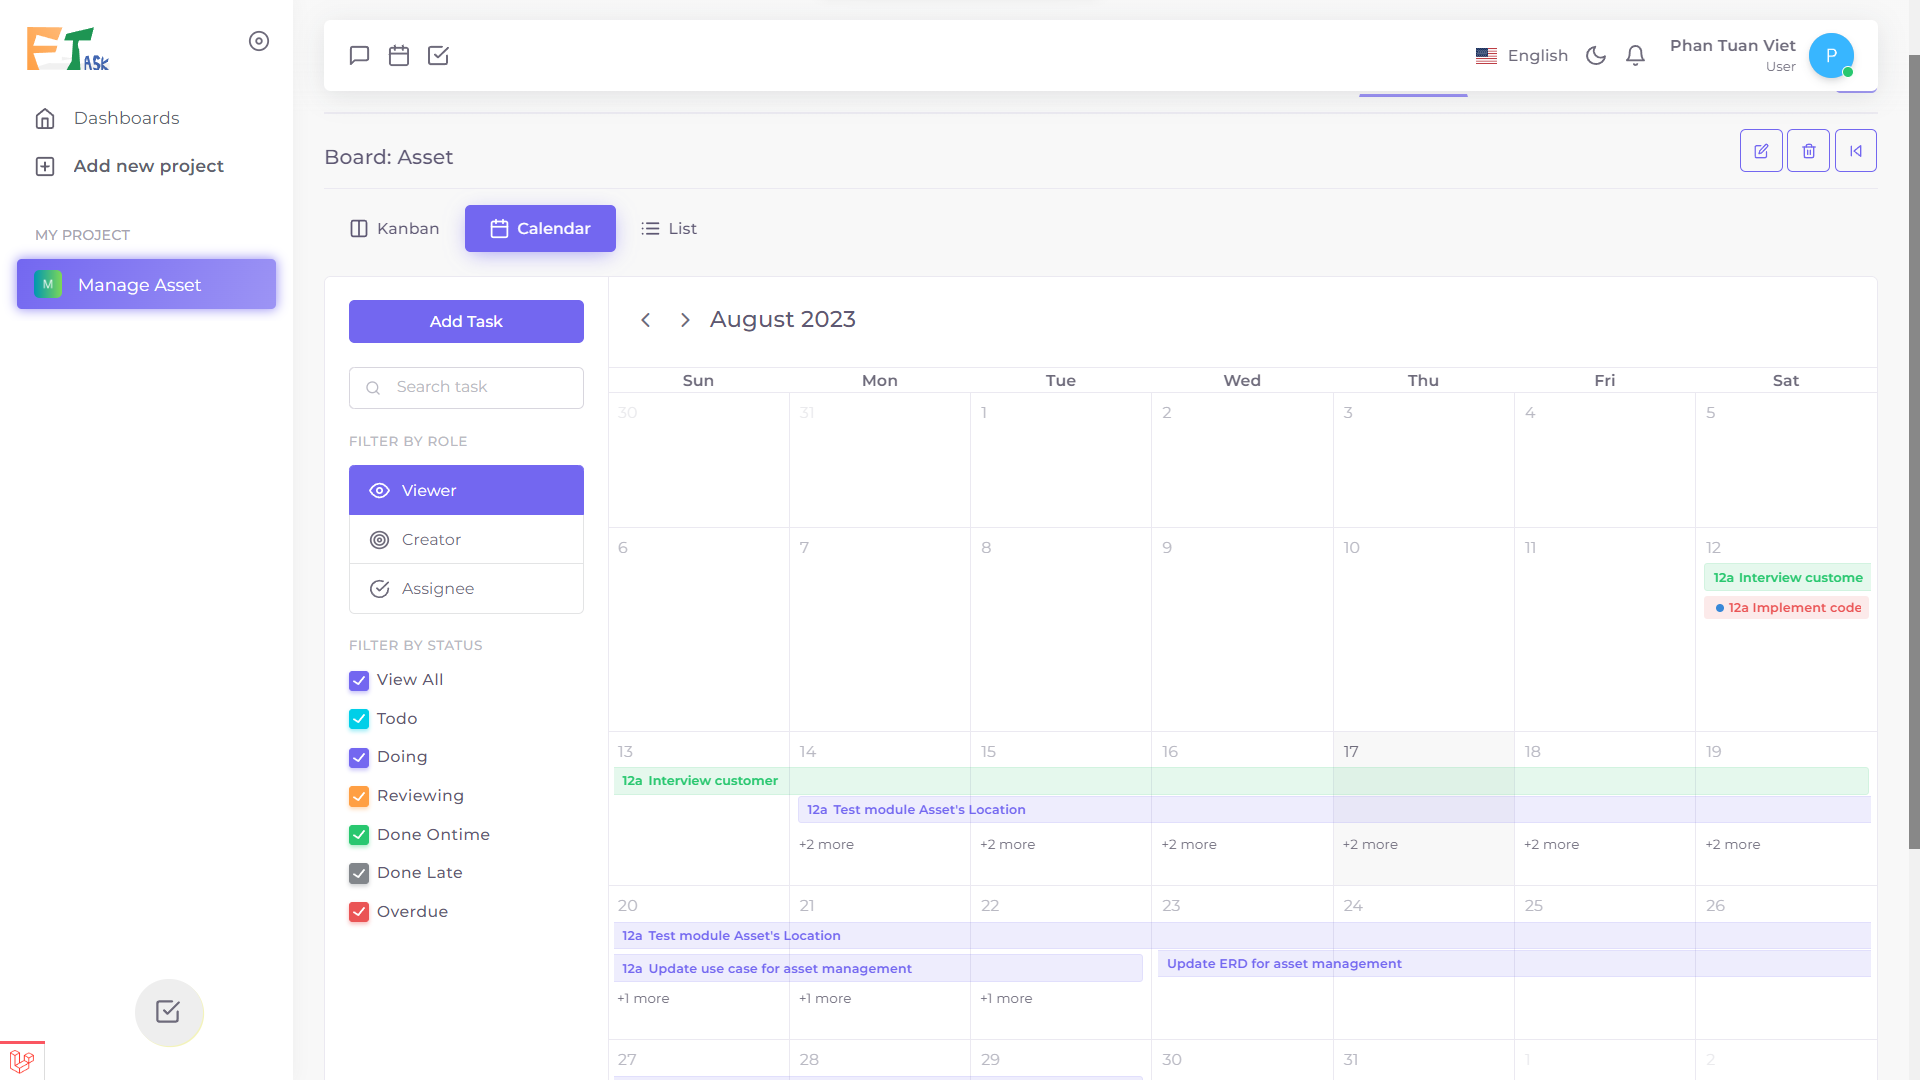 ETASK
English
Phan Tuan Viet
User
P
Dashboards
Add new project
MY PROJECT
M
Manage Asset
Board: Asset
Kanban
Calendar
List
Add Task
Search task
FILTER BY ROLE
Viewer
Creator
Assignee
FILTER BY STATUS
View All
Todo
Doing
Reviewing
Done Ontime
Done Late
Overdue
August 2023
Sun Mon Tue Wed Thu Fri Sat
30 31 1 2 3 4 5
6 7 8 9 10 11 12
12a Interview custome
12a Implement code
13 14 15 16 17 18 19
12a Interview customer
12a Test module Asset's Location
+2 more +2 more +2 more +2 more +2 more +2 more
20 21 22 23 24 25 26
12a Test module Asset's Location
12a Update use case for asset management
Update ERD for asset management
+1 more +1 more +1 more
27 28 29 30 31 1 2